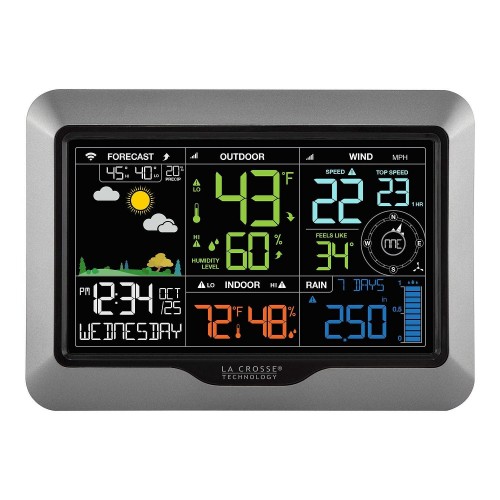 FORECAST
45° HI 40° LO 20% PRECIP
PM 12:34 OCT /25
WEDNESDAY
OUTDOOR
LO 43 °F
HI HUMIDITY LEVEL 60%
WIND MPH
SPEED TOP SPEED
22 23 1 HR
FEELS LIKE
34°
N
W NNE E
S
LO INDOOR HI
72°F 48%
RAIN 7 DAYS
in 1
2.50 0.5
0
LA CROSSE®
TECHNOLOGY